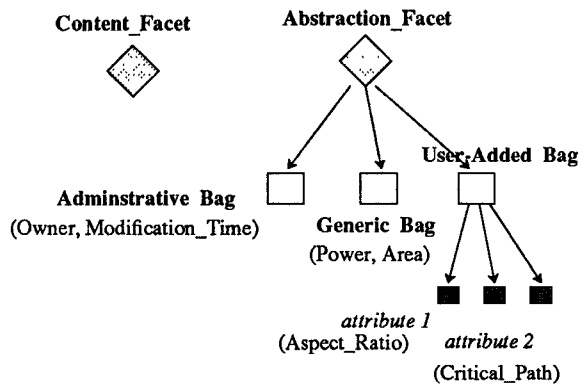 Content_Facet
Abstraction_Facet
User-Added Bag
Adminstrative Bag
(Owner, Modification_Time)
Generic Bag
(Power, Area)
attribute 1
(Aspect_Ratio)
attribute 2
(Critical_Path)